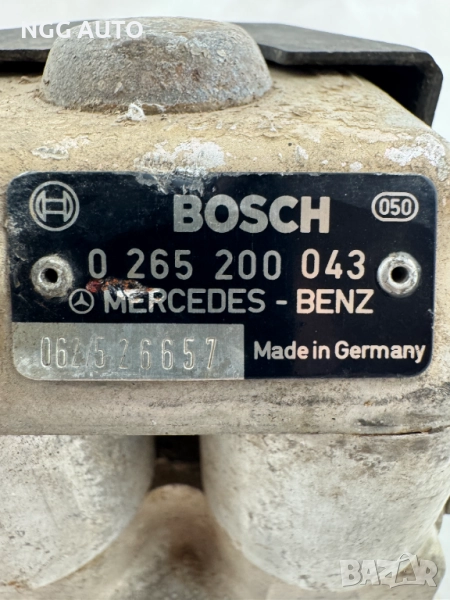 NGG AUTO
BOSCH
050
0 265 200 043
MERCEDES - BENZ
062526657
Made in Germany
BAZAR